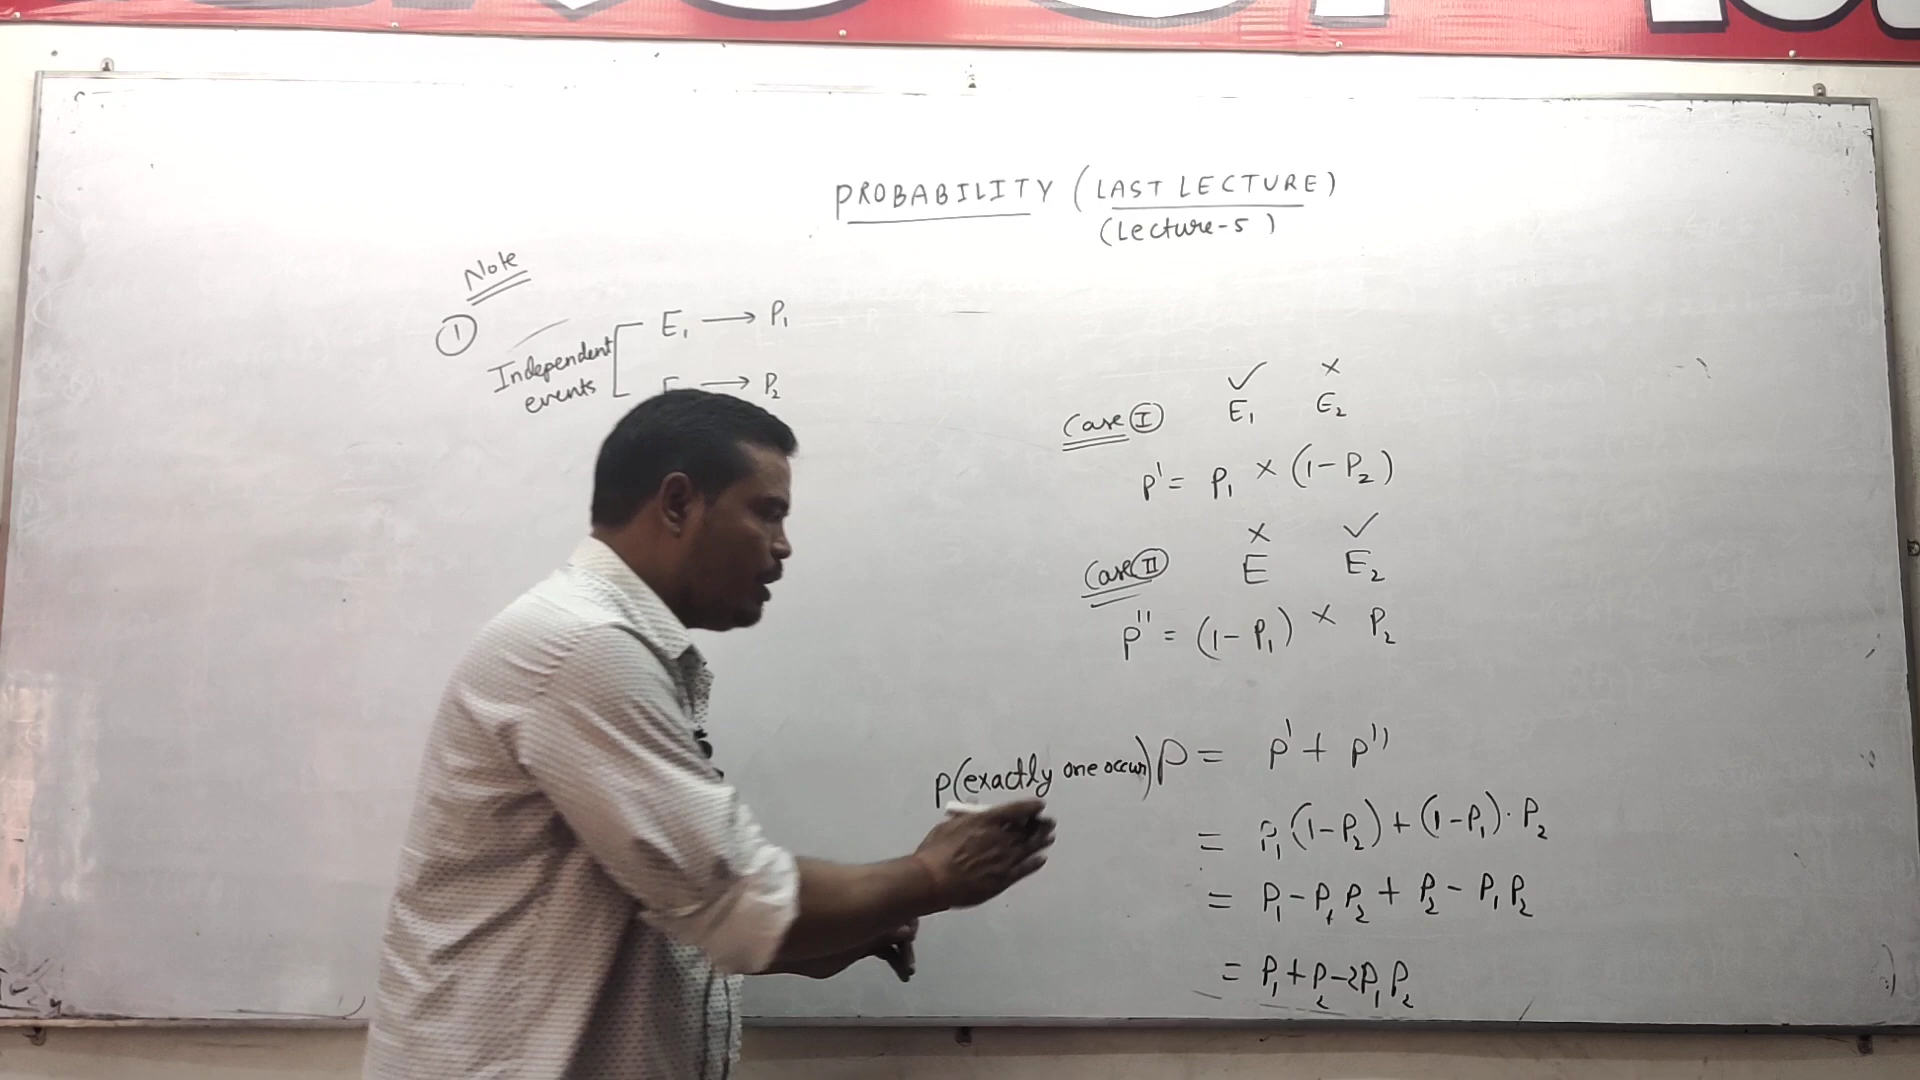 PROBABILITY (LAST LECTURE)
(Lecture-5)
Note
①
Independent events
E₁ → P₁
→ P₂
Case Ⅰ ✓ ×
E₁ E₂
P' = P₁ × (1-P₂)
Case Ⅱ × ✓
E E₂
P'' = (1-P₁) × P₂
P(exactly one occur) P = P' + P''
= P₁(1-P₂) + (1-P₁)·P₂
= P₁ - P₁P₂ + P₂ - P₁P₂
= P₁ + P₂ - 2P₁P₂